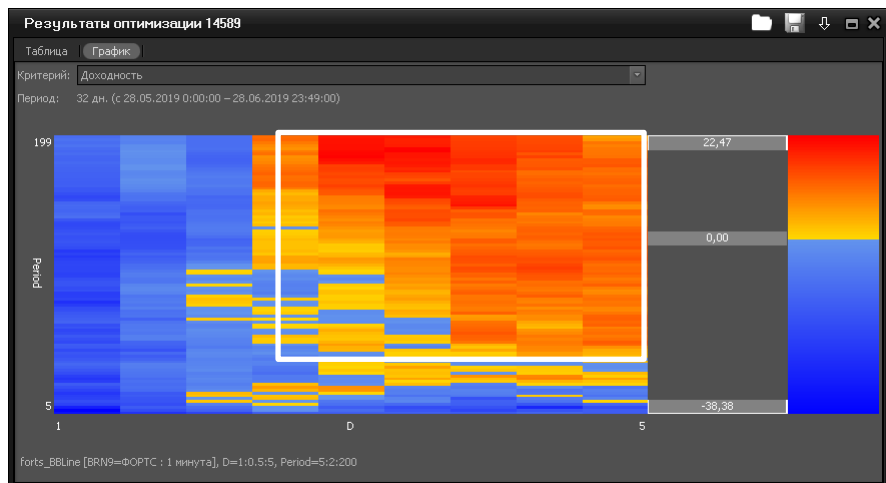 Результаты оптимизации 14589
Таблица График
Критерий: Доходность
Период: 32 дн. (с 28.05.2019 0:00:00 – 28.06.2019 23:49:00)
199
22,47
0,00
Period
5
-38,38
1 D 5
forts_BBLine [BRN9=ФОРТС : 1 минута], D=1:0.5:5, Period=5:2:200